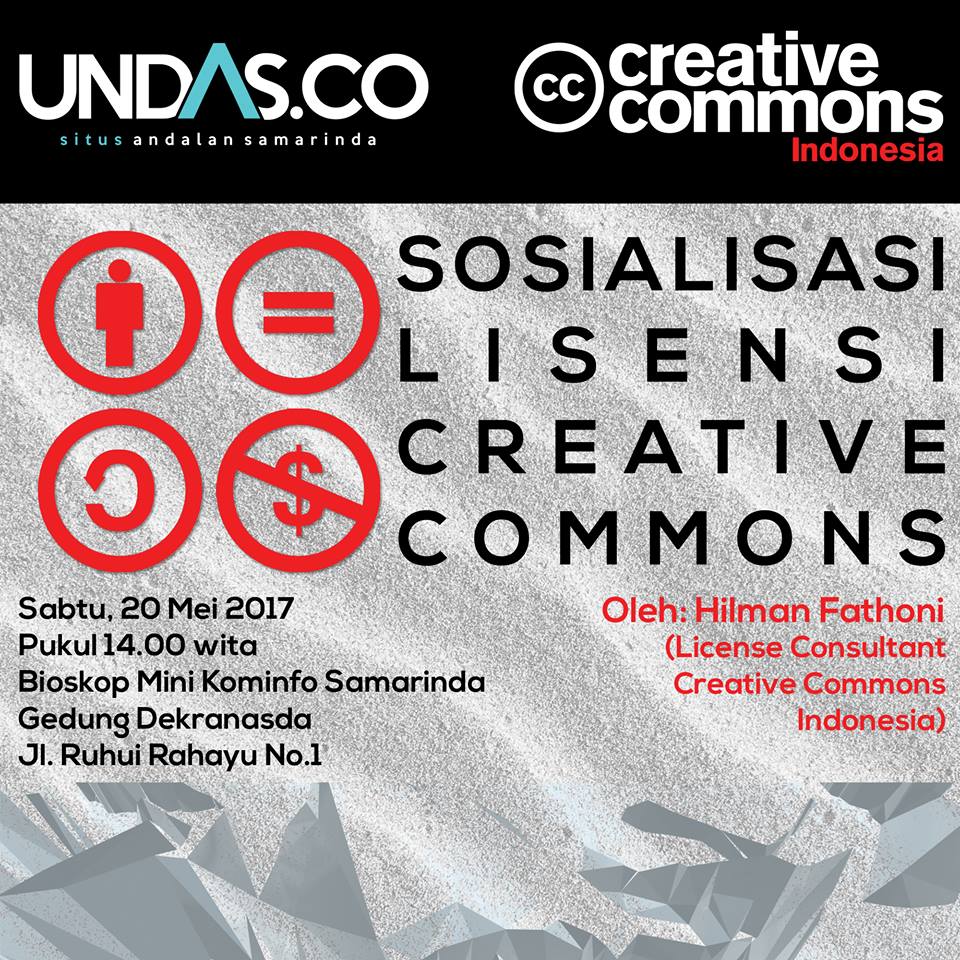 UNDAS.CO
situs andalan samarinda
cc
creative
commons
Indonesia
SOSIALISASI
LISENSI
CREATIVE
COMMONS
Sabtu, 20 Mei 2017
Pukul 14.00 wita
Bioskop Mini Kominfo Samarinda
Gedung Dekranasda
Jl. Ruhui Rahayu No.1
Oleh: Hilman Fathoni
(License Consultant
Creative Commons
Indonesia)